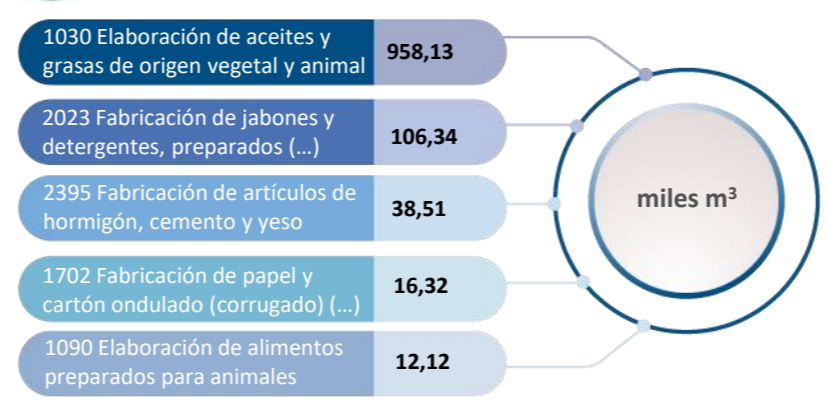 1030 Elaboración de aceites y
grasas de origen vegetal y animal
958,13
2023 Fabricación de jabones y
detergentes, preparados (...)
106,34
2395 Fabricación de artículos de
hormigón, cemento y yeso
38,51
1702 Fabricación de papel y
cartón ondulado (corrugado) (...)
16,32
1090 Elaboración de alimentos
preparados para animales
12,12
miles m³